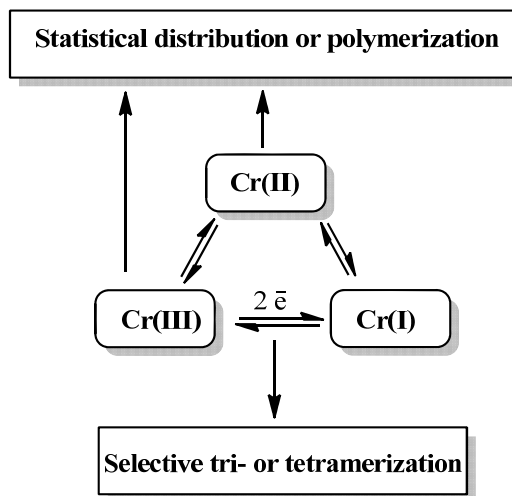 Statistical distribution or polymerization
Cr(II)
2 ē
Cr(III)
Cr(I)
Selective tri- or tetramerization